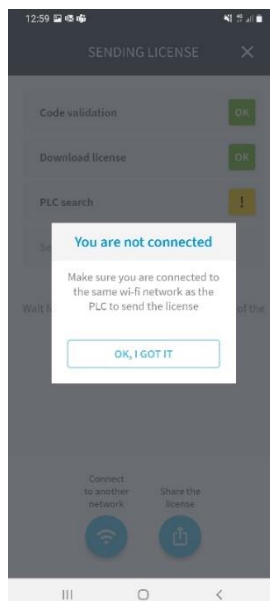 12:59
SENDING LICENSE
Code validation
OK
Download license
OK
PLC search
!
Se
You are not connected
Make sure you are connected to
the same wi-fi network as the
PLC to send the license
Wait
of the
OK, I GOT IT
Connect
to another
network
Share the
license